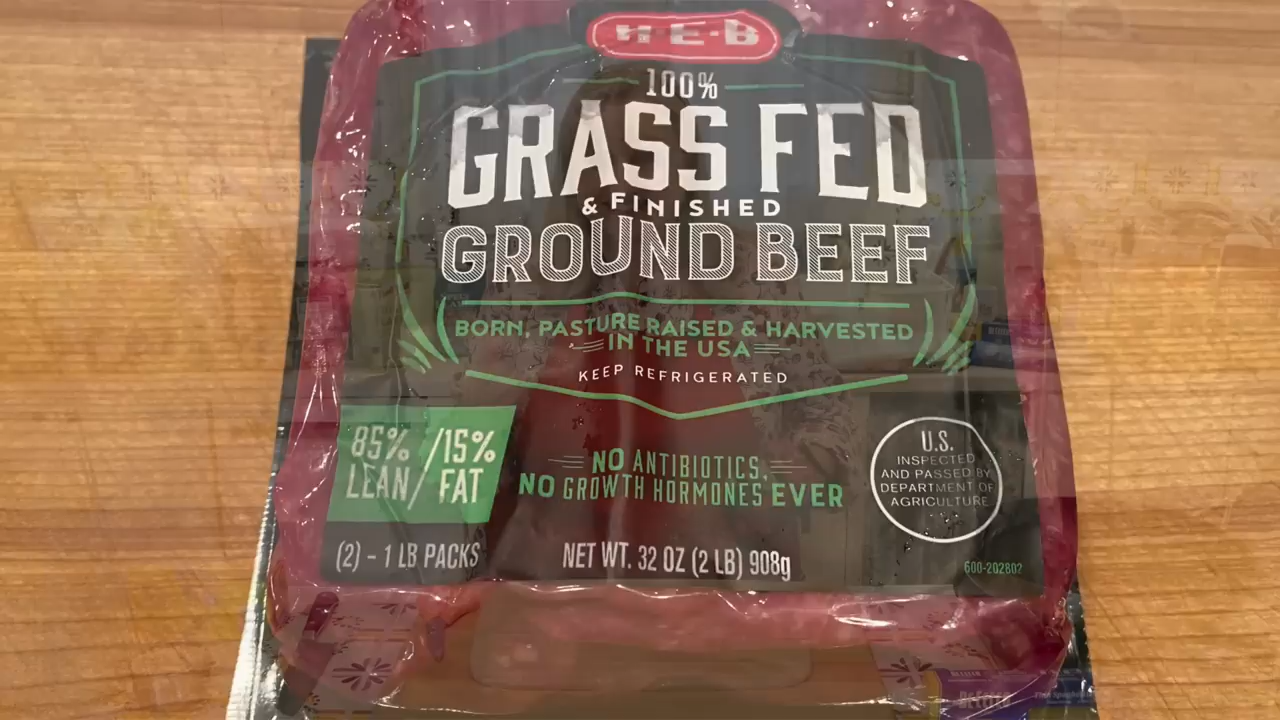 H-E-B
100%
GRASS FED
& FINISHED
GROUND BEEF
BORN, PASTURE RAISED & HARVESTED
IN THE USA
KEEP REFRIGERATED
85% LEAN / 15% FAT
NO ANTIBIOTICS,
NO GROWTH HORMONES EVER
U.S.
INSPECTED
AND PASSED BY
DEPARTMENT OF
AGRICULTURE
(2) - 1 LB PACKS
NET WT. 32 OZ (2 LB) 908g
600-202802